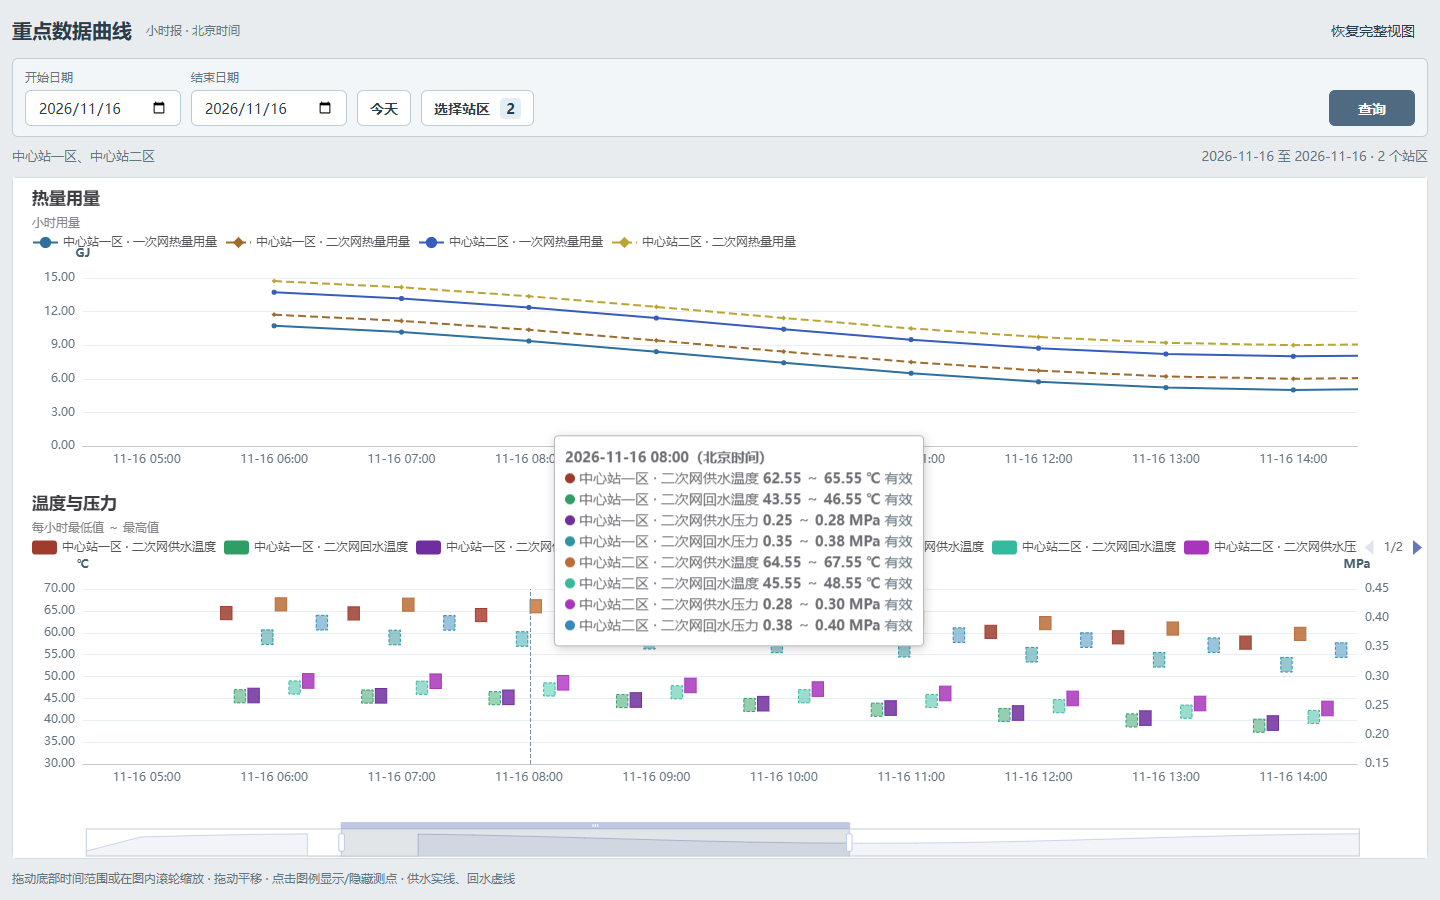 重点数据曲线 小时报 · 北京时间 恢复完整视图
开始日期 结束日期
2026/11/16 2026/11/16 今天 选择站区 2 查询
中心站一区、中心站二区 2026-11-16 至 2026-11-16 · 2 个站区
热量用量
小时用量
中心站一区 · 一次网热量用量 中心站一区 · 二次网热量用量 中心站二区 · 一次网热量用量 中心站二区 · 二次网热量用量
GJ
15.00
12.00
9.00
6.00
3.00
0.00
11-16 05:00 11-16 06:00 11-16 07:00 11-16 08:0 :00 11-16 12:00 11-16 13:00 11-16 14:00
2026-11-16 08:00（北京时间）
中心站一区 · 二次网供水温度 62.55 ~ 65.55 ℃ 有效
中心站一区 · 二次网回水温度 43.55 ~ 46.55 ℃ 有效
中心站一区 · 二次网供水压力 0.25 ~ 0.28 MPa 有效
中心站一区 · 二次网回水压力 0.35 ~ 0.38 MPa 有效
中心站二区 · 二次网供水温度 64.55 ~ 67.55 ℃ 有效
中心站二区 · 二次网回水温度 45.55 ~ 48.55 ℃ 有效
中心站二区 · 二次网供水压力 0.28 ~ 0.30 MPa 有效
中心站二区 · 二次网回水压力 0.38 ~ 0.40 MPa 有效
温度与压力
每小时最低值 ~ 最高值
中心站一区 · 二次网供水温度 中心站一区 · 二次网回水温度 中心站一区 · 二次网 网供水温度 中心站二区 · 二次网回水温度 中心站二区 · 二次网供水压 1/2
℃ MPa
70.00 0.45
65.00 0.40
60.00 0.35
55.00 0.30
50.00 0.25
45.00 0.20
40.00 0.15
35.00
30.00
11-16 05:00 11-16 06:00 11-16 07:00 11-16 08:00 11-16 09:00 11-16 10:00 11-16 11:00 11-16 12:00 11-16 13:00 11-16 14:00
拖动底部时间范围或在图内滚轮缩放 · 拖动平移 · 点击图例显示/隐藏测点 · 供水实线、回水虚线